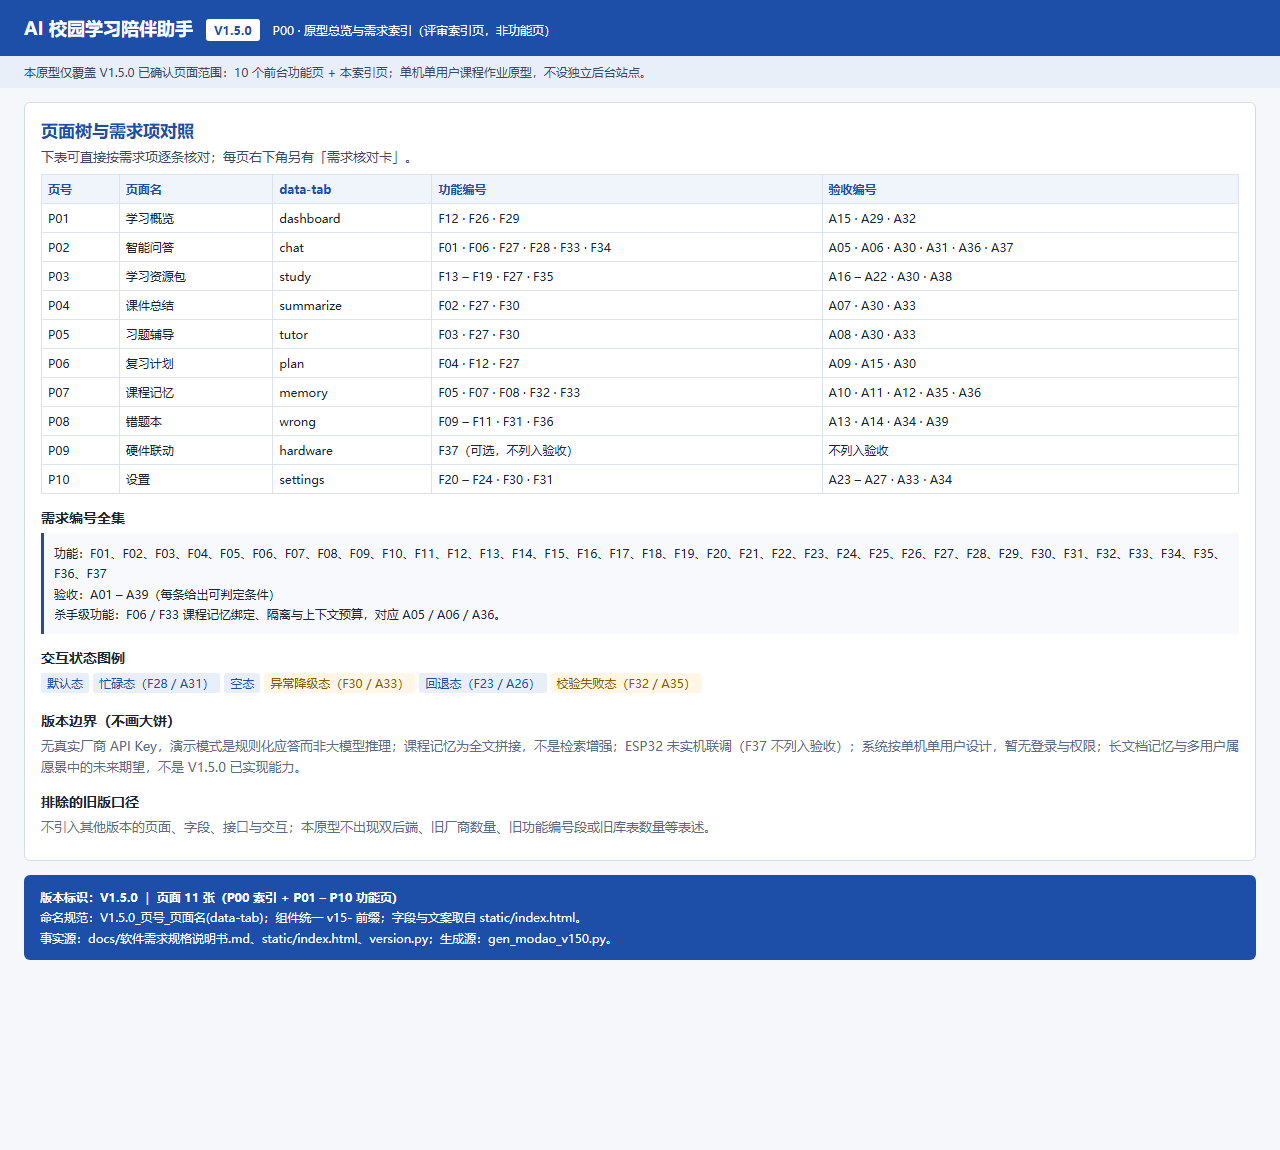 AI 校园学习陪伴助手 V1.5.0 P00 · 原型总览与需求索引（评审索引页，非功能页）
本原型仅覆盖 V1.5.0 已确认页面范围：10 个前台功能页 + 本索引页；单机单用户课程作业原型，不设独立后台站点。
页面树与需求项对照
下表可直接按需求项逐条核对；每页右下角另有「需求核对卡」。
页号 页面名 data-tab 功能编号 验收编号
P01 学习概览 dashboard F12 · F26 · F29 A15 · A29 · A32
P02 智能问答 chat F01 · F06 · F27 · F28 · F33 · F34 A05 · A06 · A30 · A31 · A36 · A37
P03 学习资源包 study F13 – F19 · F27 · F35 A16 – A22 · A30 · A38
P04 课件总结 summarize F02 · F27 · F30 A07 · A30 · A33
P05 习题辅导 tutor F03 · F27 · F30 A08 · A30 · A33
P06 复习计划 plan F04 · F12 · F27 A09 · A15 · A30
P07 课程记忆 memory F05 · F07 · F08 · F32 · F33 A10 · A11 · A12 · A35 · A36
P08 错题本 wrong F09 – F11 · F31 · F36 A13 · A14 · A34 · A39
P09 硬件联动 hardware F37（可选，不列入验收） 不列入验收
P10 设置 settings F20 – F24 · F30 · F31 A23 – A27 · A33 · A34
需求编号全集
功能：F01、F02、F03、F04、F05、F06、F07、F08、F09、F10、F11、F12、F13、F14、F15、F16、F17、F18、F19、F20、F21、F22、F23、F24、F25、F26、F27、F28、F29、F30、F31、F32、F33、F34、F35、
F36、F37
验收：A01 – A39（每条给出可判定条件）
杀手级功能：F06 / F33 课程记忆绑定、隔离与上下文预算，对应 A05 / A06 / A36。
交互状态图例
默认态 忙碌态（F28 / A31） 空态 异常降级态（F30 / A33） 回退态（F23 / A26） 校验失败态（F32 / A35）
版本边界（不画大饼）
无真实厂商 API Key，演示模式是规则化应答而非大模型推理；课程记忆为全文拼接，不是检索增强；ESP32 未实机联调（F37 不列入验收）；系统按单机单用户设计，暂无登录与权限；长文档记忆与多用户属
愿景中的未来期望，不是 V1.5.0 已实现能力。
排除的旧版口径
不引入其他版本的页面、字段、接口与交互；本原型不出现双后端、旧厂商数量、旧功能编号段或旧库表数量等表述。
版本标识：V1.5.0 ｜ 页面 11 张（P00 索引 + P01 – P10 功能页）
命名规范：V1.5.0_页号_页面名(data-tab)；组件统一 v15- 前缀；字段与文案取自 static/index.html。
事实源：docs/软件需求规格说明书.md、static/index.html、version.py；生成源：gen_modao_v150.py。